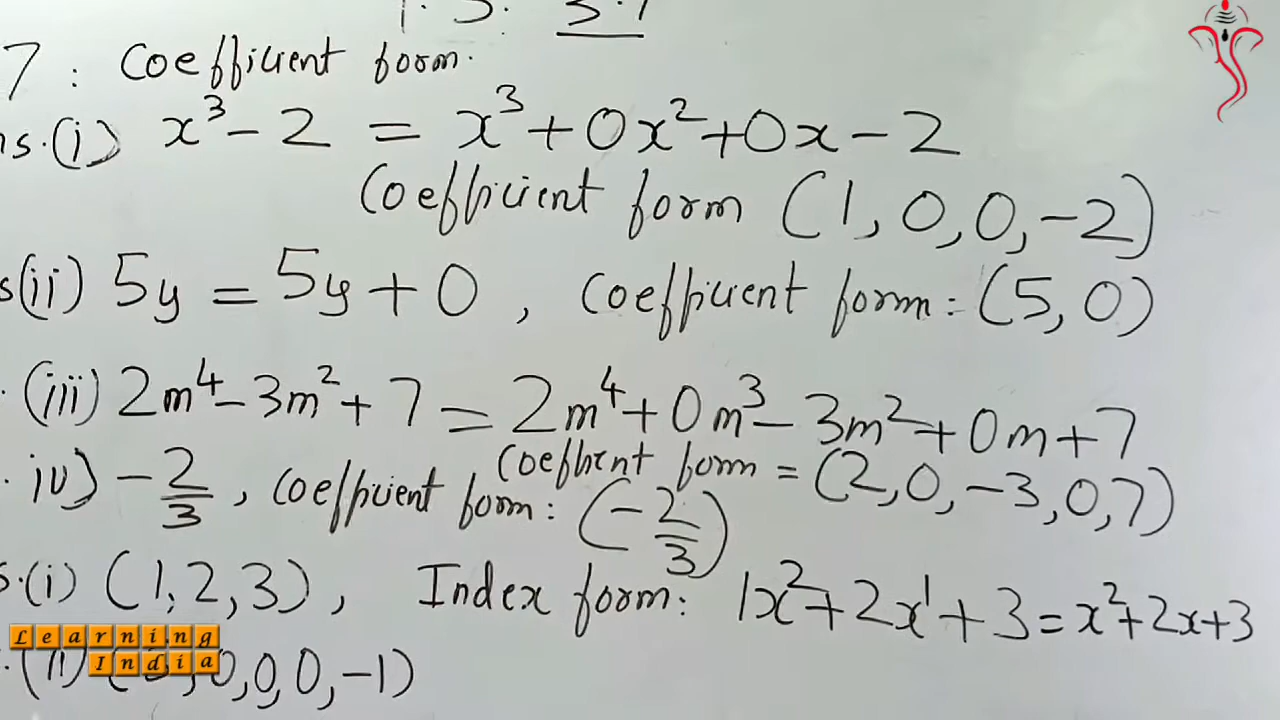 7 : Coefficient form.
ns.(i) x³ - 2 = x³ + 0x² + 0x - 2
Coefficient form (1, 0, 0, -2)
s(ii) 5y = 5y + 0 , Coefficient form: (5, 0)
(iii) 2m⁴ - 3m² + 7 = 2m⁴ + 0m³ - 3m² + 0m + 7
Coefficient form = (2, 0, -3, 0, 7)
iv) -2/3 , Coefficient form: (-2/3)
s.(i) (1, 2, 3) , Index form: 1x² + 2x¹ + 3 = x² + 2x + 3
(ii) 0, 0, 0, -1)
Learning
India